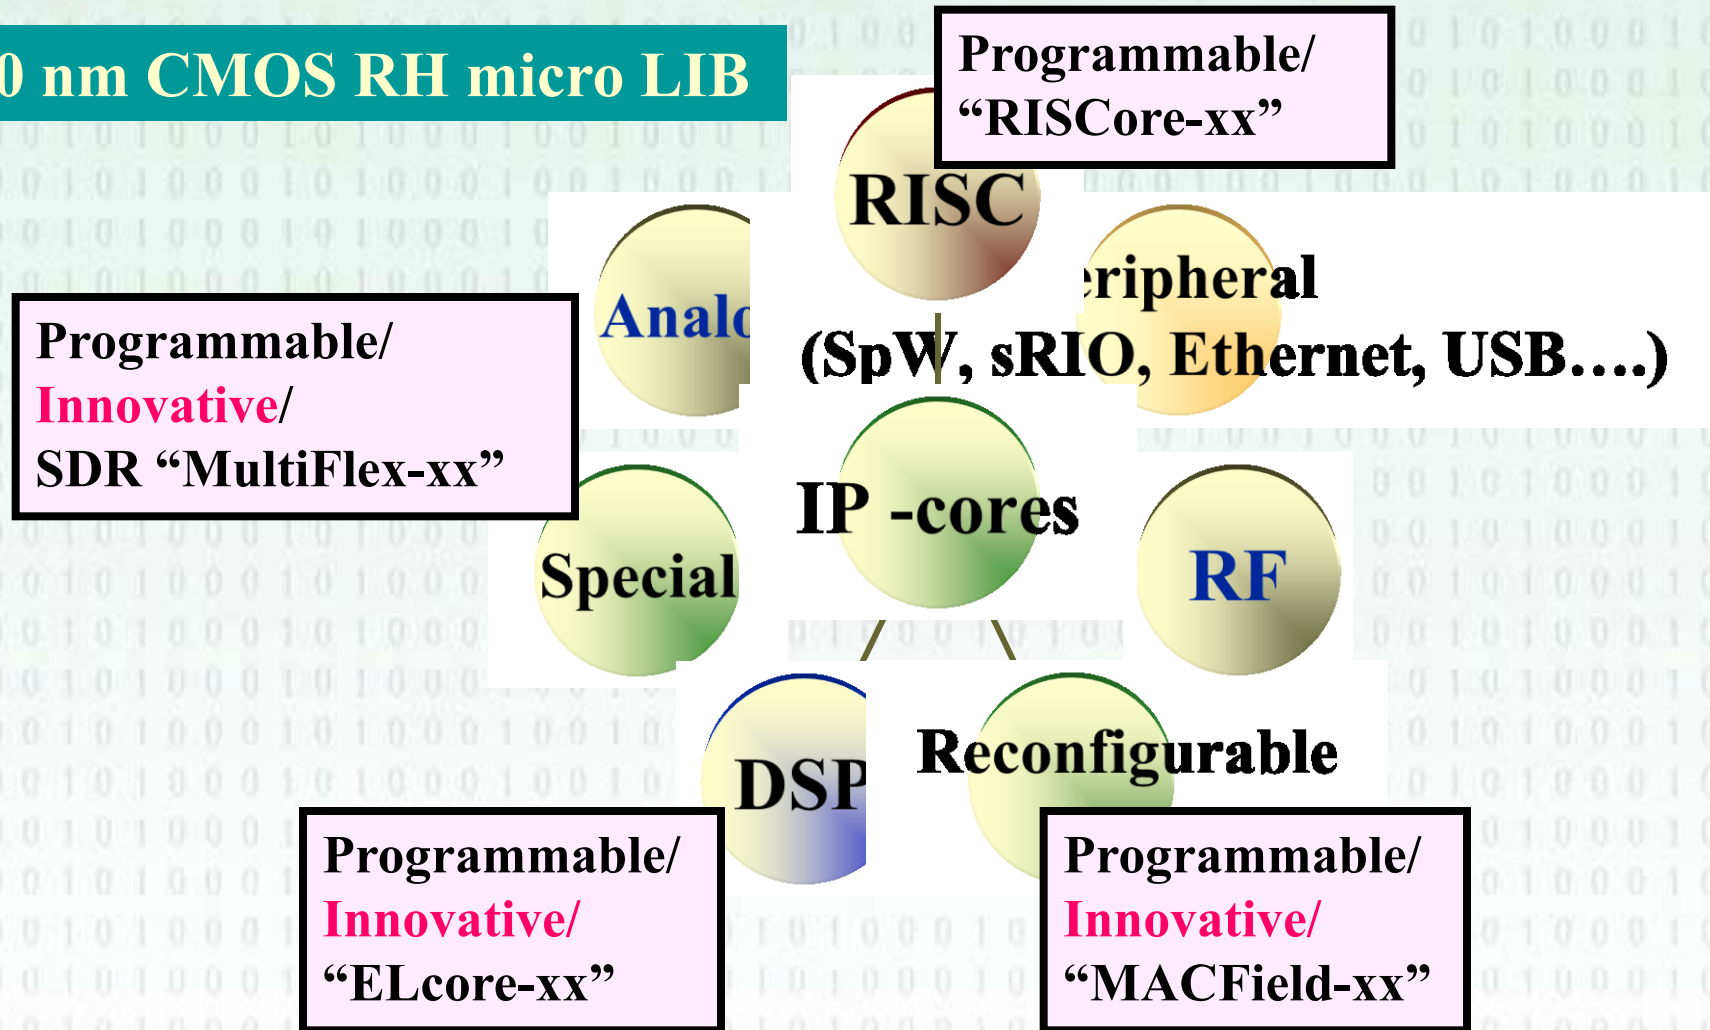 0 nm CMOS RH micro LIB
Programmable/
“RISCore-xx”
RISC
Analo
eripheral
(SpW, sRIO, Ethernet, USB….)
Programmable/
Innovative/
SDR “MultiFlex-xx”
IP -cores
Special
RF
DSP
Reconfigurable
Programmable/
Innovative/
“ELcore-xx”
Programmable/
Innovative/
“MACField-xx”